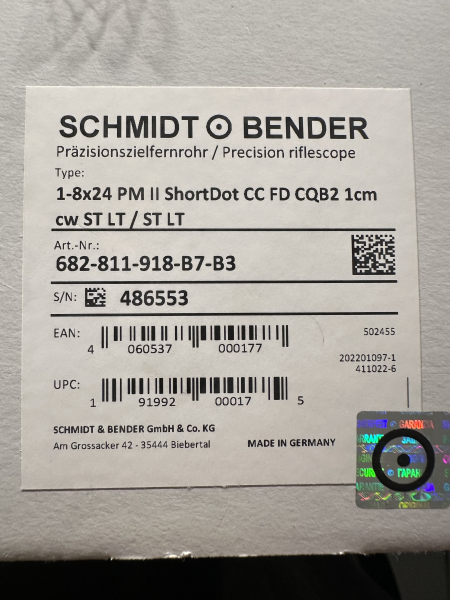 SCHMIDT BENDER
Präzisionszielfernrohr / Precision riflescope
Type:
1-8x24 PM II ShortDot CC FD CQB2 1cm
cw ST LT / ST LT
Art.-Nr.:
682-811-918-B7-B3
S/N: 486553
EAN: 4 060537 000177
502455
202201097-1
411022-6
UPC: 1 91992 00017 5
SCHMIDT & BENDER GmbH & Co. KG
Am Grossacker 42 - 35444 Biebertal
MADE IN GERMANY
GARANTIA
ГАРАН